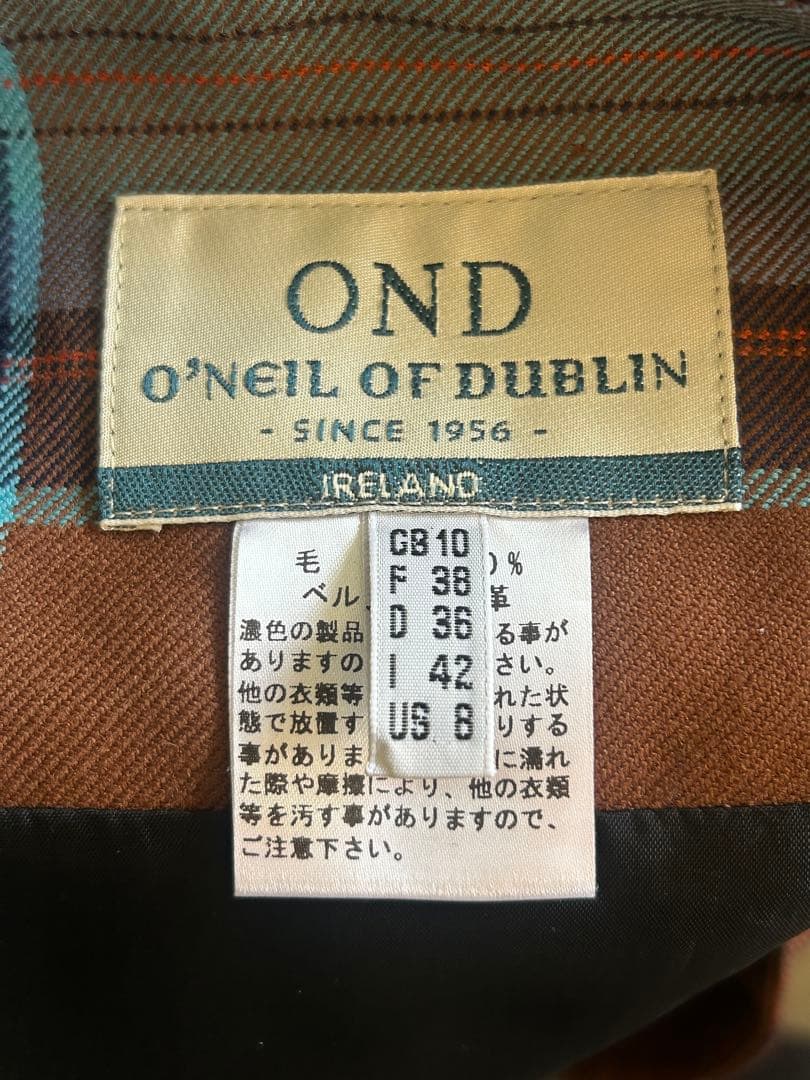 OND
O'NEIL OF DUBLIN
- SINCE 1956 -
IRELAND
GB 10
F 38
D 36
I 42
US 8
毛 )%
ベル 革
濃色の製品 る事が
ありますの さい。
他の衣類等 れた状
態で放置す りする
事がありま に濡れ
た際や摩擦により、他の衣類
等を汚す事がありますので、
ご注意下さい。